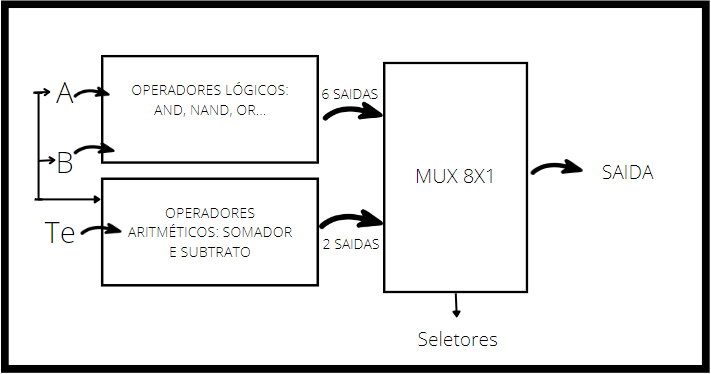 A
OPERADORES LÓGICOS:
AND, NAND, OR...
6 SAIDAS
B
MUX 8X1
SAIDA
Te
OPERADORES
ARITMÉTICOS: SOMADOR
E SUBTRATO
2 SAIDAS
Seletores